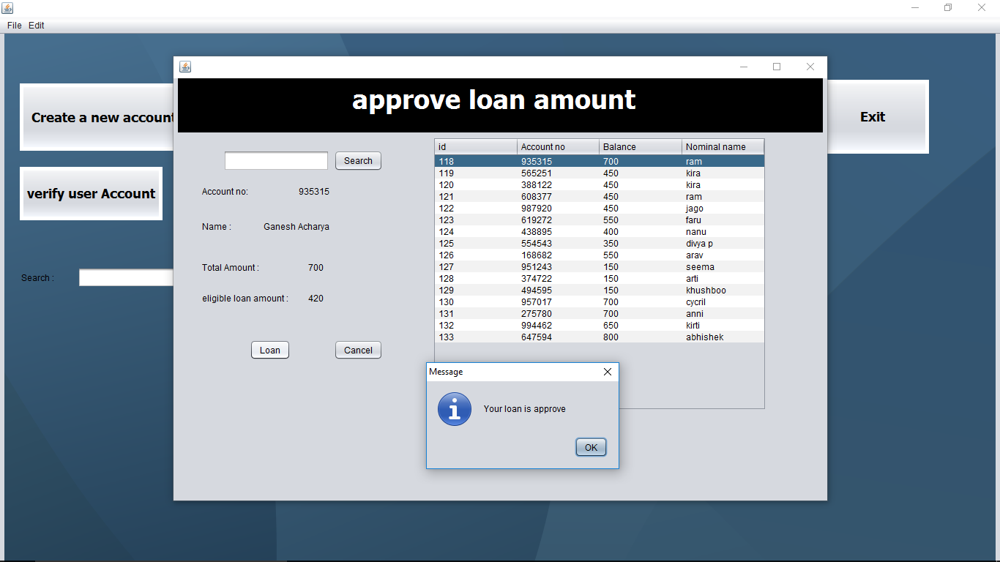 File Edit
Create a new account
verify user Account
Search :
Exit
approve loan amount
Search
Account no: 935315
Name : Ganesh Acharya
Total Amount : 700
eligible loan amount : 420
Loan Cancel
id Account no Balance Nominal name
118 935315 700 ram
119 565251 450 kira
120 388122 450 kira
121 608377 450 ram
122 987920 450 jago
123 619272 550 faru
124 438895 400 nanu
125 554543 350 divya p
126 168682 550 arav
127 951243 150 seema
128 374722 150 arti
129 494595 150 khushboo
130 957017 700 cycril
131 275780 700 anni
132 994462 650 kirti
133 647594 800 abhishek
Message
Your loan is approve
OK